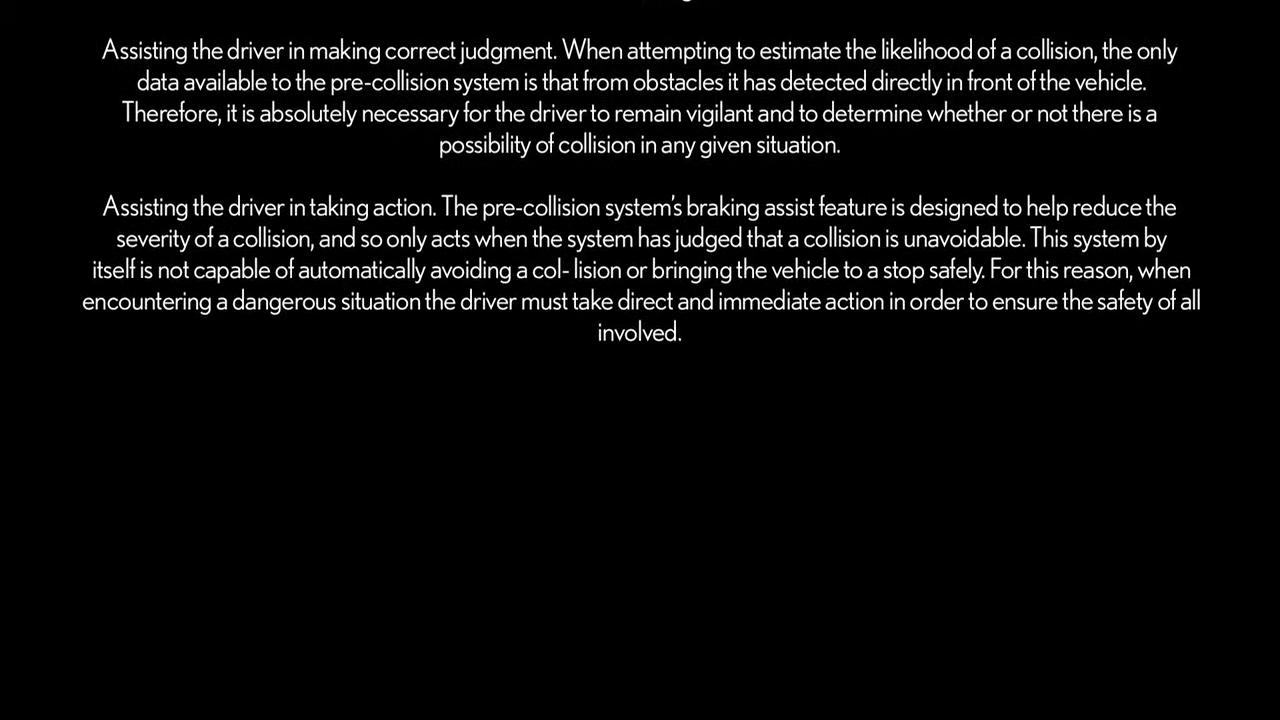 Assisting the driver in making correct judgment. When attempting to estimate the likelihood of a collision, the only
data available to the pre-collision system is that from obstacles it has detected directly in front of the vehicle.
Therefore, it is absolutely necessary for the driver to remain vigilant and to determine whether or not there is a
possibility of collision in any given situation.
Assisting the driver in taking action. The pre-collision system's braking assist feature is designed to help reduce the
severity of a collision, and so only acts when the system has judged that a collision is unavoidable. This system by
itself is not capable of automatically avoiding a col- lision or bringing the vehicle to a stop safely. For this reason, when
encountering a dangerous situation the driver must take direct and immediate action in order to ensure the safety of all
involved.